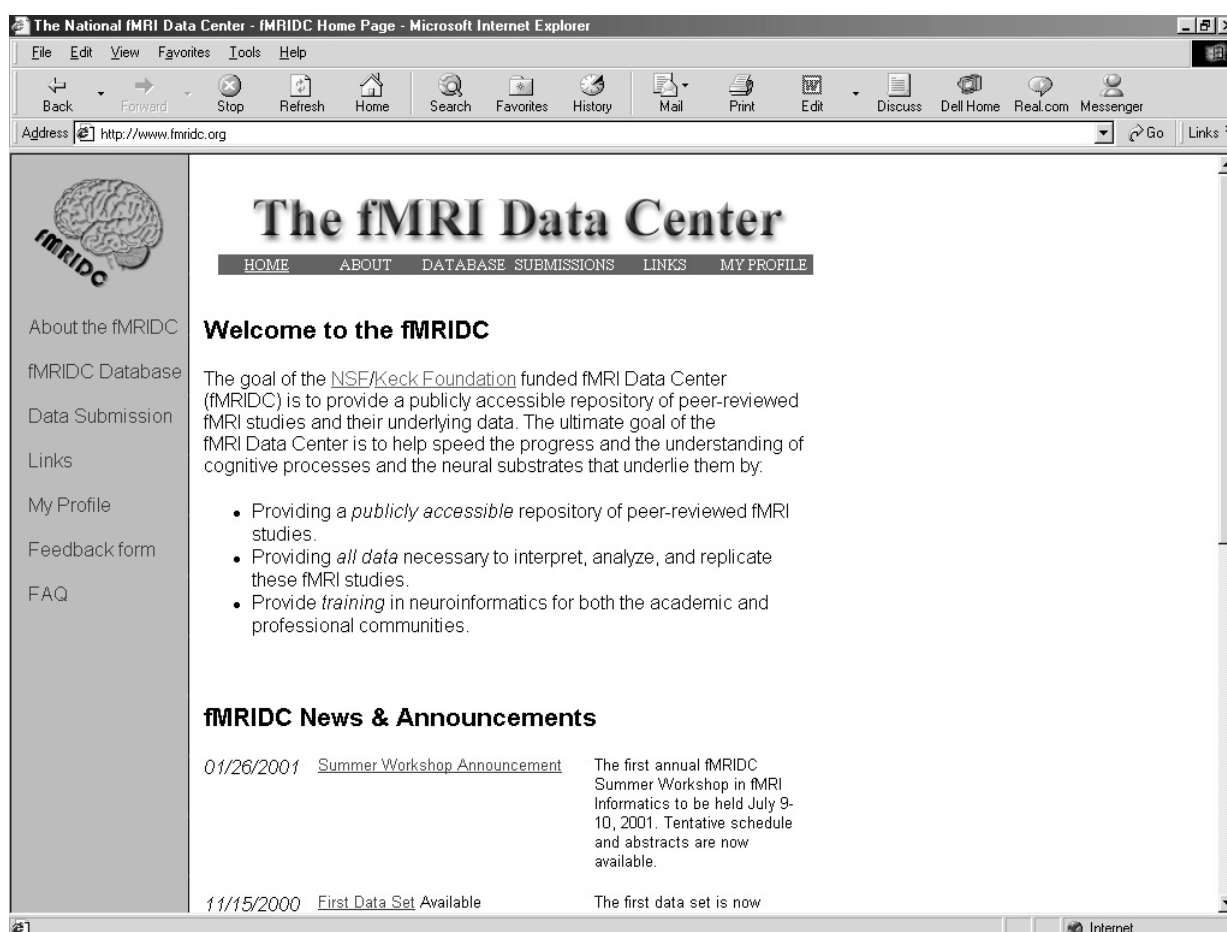 The National fMRI Data Center - fMRIDC Home Page - Microsoft Internet Explorer
File Edit View Favorites Tools Help
Back Forward Stop Refresh Home Search Favorites History Mail Print Edit Discuss Dell Home Real.com Messenger
Address http://www.fmridc.org Go Links
fMRIDC
The fMRI Data Center
HOME ABOUT DATABASE SUBMISSIONS LINKS MY PROFILE
About the fMRIDC
fMRIDC Database
Data Submission
Links
My Profile
Feedback form
FAQ
Welcome to the fMRIDC
The goal of the NSF/Keck Foundation funded fMRI Data Center
(fMRIDC) is to provide a publicly accessible repository of peer-reviewed
fMRI studies and their underlying data. The ultimate goal of the
fMRI Data Center is to help speed the progress and the understanding of
cognitive processes and the neural substrates that underlie them by:
• Providing a publicly accessible repository of peer-reviewed fMRI
studies.
• Providing all data necessary to interpret, analyze, and replicate
these fMRI studies.
• Provide training in neuroinformatics for both the academic and
professional communities.
fMRIDC News & Announcements
01/26/2001 Summer Workshop Announcement The first annual fMRIDC
Summer Workshop in fMRI
Informatics to be held July 9-
10, 2001. Tentative schedule
and abstracts are now
available.
11/15/2000 First Data Set Available The first data set is now
Internet